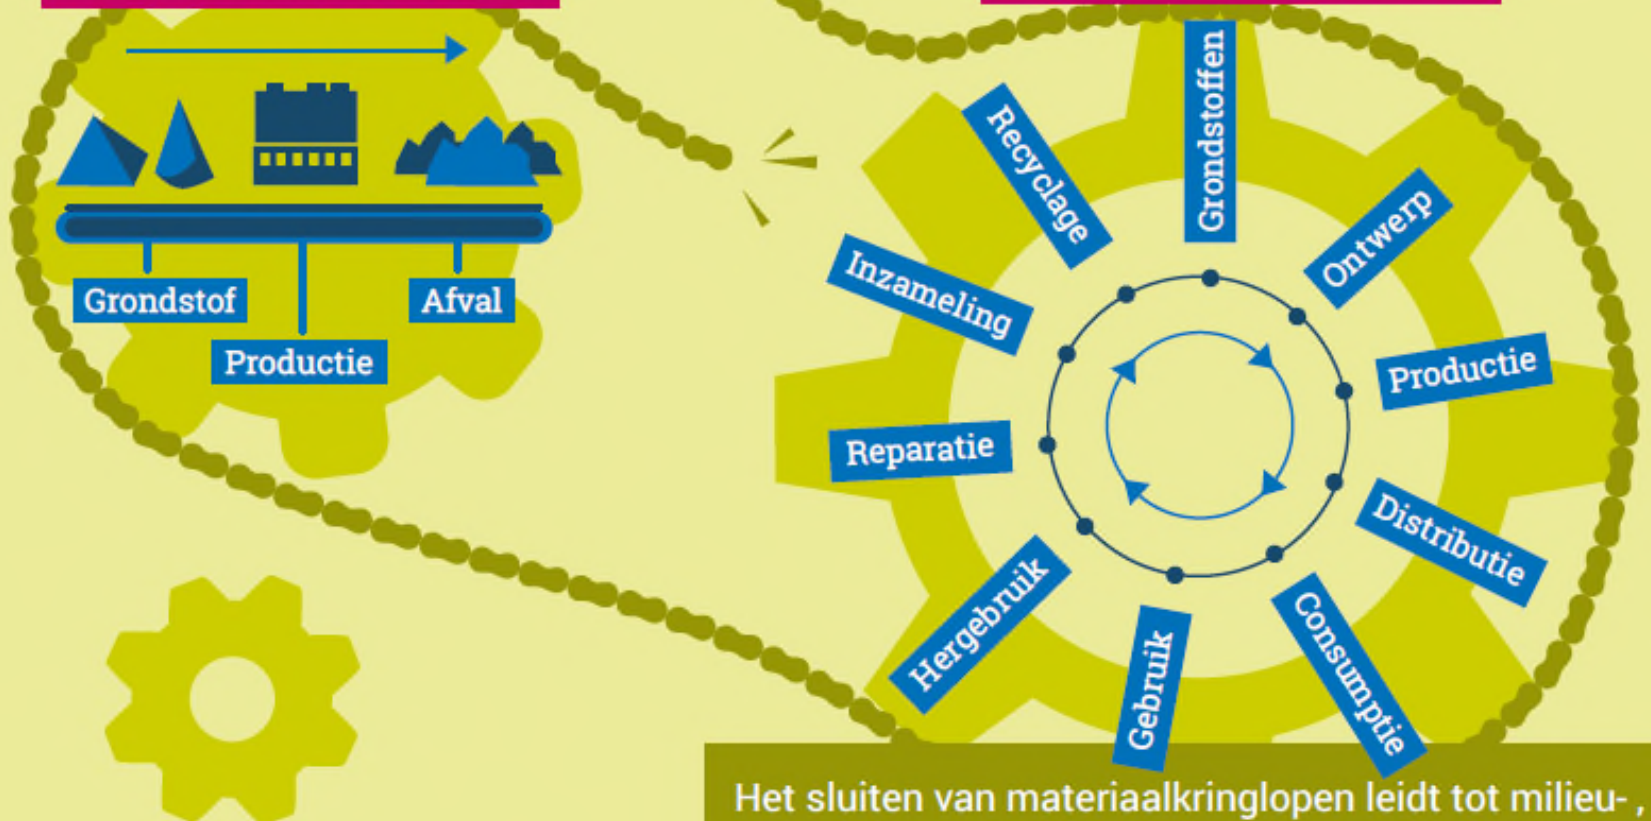 Grondstof
Productie
Afval
Grondstoffen
Ontwerp
Productie
Distributie
Consumptie
Gebruik
Hergebruik
Reparatie
Inzameling
Recyclage
Het sluiten van materiaalkringlopen leidt tot milieu- ,